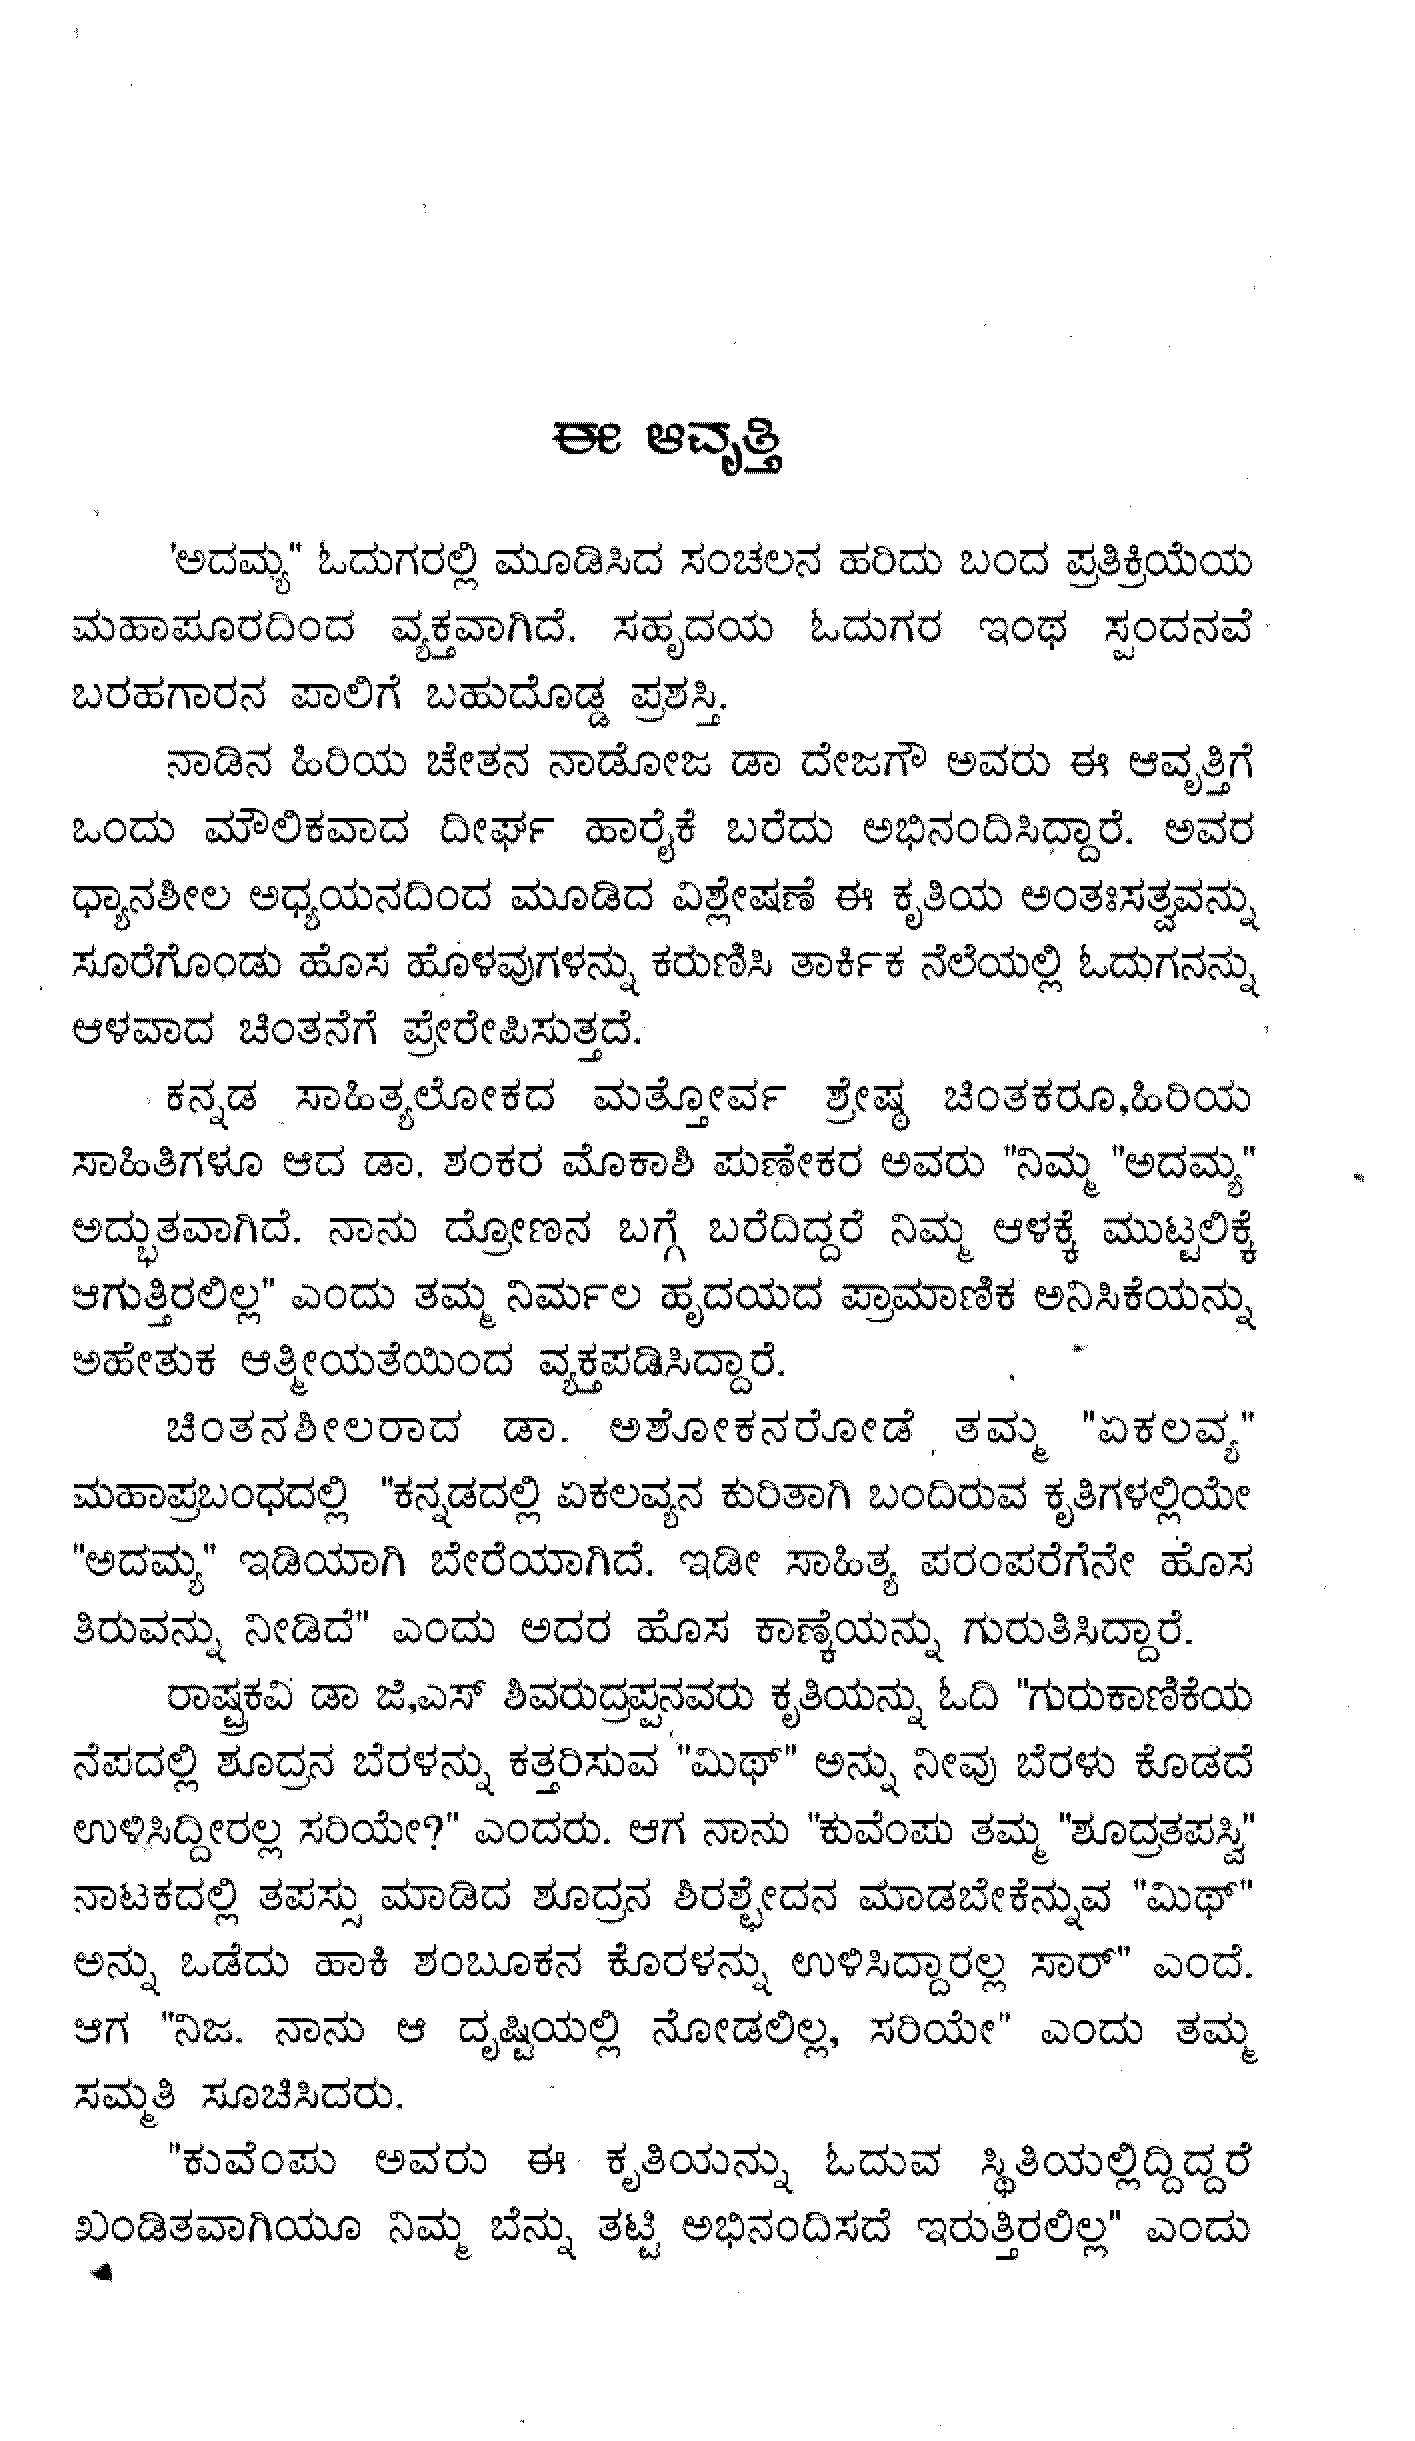 ಈ ಆವೃತ್ತಿ
'ಅದಮ್ಯ" ಓದುಗರಲ್ಲಿ ಮೂಡಿಸಿದ ಸಂಚಲನ ಹರಿದು ಬಂದ ಪ್ರತಿಕ್ರಿಯೆಯ
ಮಹಾಪೂರದಿಂದ ವ್ಯಕ್ತವಾಗಿದೆ. ಸಹೃದಯ ಓದುಗರ ಇಂಥ ಸ್ಪಂದನವೆ
ಬರಹಗಾರನ ಪಾಲಿಗೆ ಬಹುದೊಡ್ಡ ಪ್ರಶಸ್ತಿ.
ನಾಡಿನ ಹಿರಿಯ ಚೇತನ ನಾಡೋಜ ಡಾ ದೇಜಗೌ ಅವರು ಈ ಆವೃತ್ತಿಗೆ
ಒಂದು ಮೌಲಿಕವಾದ ದೀರ್ಘ ಹಾರೈಕೆ ಬರೆದು ಅಭಿನಂದಿಸಿದ್ದಾರೆ. ಅವರ
ಧ್ಯಾನಶೀಲ ಅಧ್ಯಯನದಿಂದ ಮೂಡಿದ ವಿಶ್ಲೇಷಣೆ ಈ ಕೃತಿಯ ಅಂತಃಸತ್ವವನ್ನು
ಸೂರೆಗೊಂಡು ಹೊಸ ಹೊಳವುಗಳನ್ನು ಕರುಣಿಸಿ ತಾರ್ಕಿಕ ನೆಲೆಯಲ್ಲಿ ಓದುಗನನ್ನು
ಆಳವಾದ ಚಿಂತನೆಗೆ ಪ್ರೇರೇಪಿಸುತ್ತದೆ.
ಕನ್ನಡ ಸಾಹಿತ್ಯಲೋಕದ ಮತ್ತೋರ್ವ ಶ್ರೇಷ್ಠ ಚಿಂತಕರೂ,ಹಿರಿಯ
ಸಾಹಿತಿಗಳೂ ಆದ ಡಾ. ಶಂಕರ ಮೊಕಾಶಿ ಪುಣೇಕರ ಅವರು "ನಿಮ್ಮ "ಅದಮ್ಯ"
ಅದ್ಭುತವಾಗಿದೆ. ನಾನು ದ್ರೋಣನ ಬಗ್ಗೆ ಬರೆದಿದ್ದರೆ ನಿಮ್ಮ ಆಳಕ್ಕೆ ಮುಟ್ಟಲಿಕ್ಕೆ
ಆಗುತ್ತಿರಲಿಲ್ಲ" ಎಂದು ತಮ್ಮ ನಿರ್ಮಲ ಹೃದಯದ ಪ್ರಾಮಾಣಿಕ ಅನಿಸಿಕೆಯನ್ನು
ಅಹೇತುಕ ಆತ್ಮೀಯತೆಯಿಂದ ವ್ಯಕ್ತಪಡಿಸಿದ್ದಾರೆ.
ಚಿಂತನಶೀಲರಾದ ಡಾ. ಅಶೋಕನರೋಡೆ ತಮ್ಮ "ಏಕಲವ್ಯ"
ಮಹಾಪ್ರಬಂಧದಲ್ಲಿ "ಕನ್ನಡದಲ್ಲಿ ಏಕಲವ್ಯನ ಕುರಿತಾಗಿ ಬಂದಿರುವ ಕೃತಿಗಳಲ್ಲಿಯೇ
"ಅದಮ್ಯ" ಇಡಿಯಾಗಿ ಬೇರೆಯಾಗಿದೆ. ಇಡೀ ಸಾಹಿತ್ಯ ಪರಂಪರೆಗೆನೇ ಹೊಸ
ತಿರುವನ್ನು ನೀಡಿದೆ" ಎಂದು ಅದರ ಹೊಸ ಕಾಣ್ಕೆಯನ್ನು ಗುರುತಿಸಿದ್ದಾರೆ.
ರಾಷ್ಟ್ರಕವಿ ಡಾ ಜಿ,ಎಸ್ ಶಿವರುದ್ರಪ್ಪನವರು ಕೃತಿಯನ್ನು ಓದಿ "ಗುರುಕಾಣಿಕೆಯ
ನೆಪದಲ್ಲಿ ಶೂದ್ರನ ಬೆರಳನ್ನು ಕತ್ತರಿಸುವ "ಮಿಥ್" ಅನ್ನು ನೀವು ಬೆರಳು ಕೊಡದೆ
ಉಳಿಸಿದ್ದೀರಲ್ಲ ಸರಿಯೇ?" ಎಂದರು. ಆಗ ನಾನು "ಕುವೆಂಪು ತಮ್ಮ "ಶೂದ್ರತಪಸ್ವಿ"
ನಾಟಕದಲ್ಲಿ ತಪಸ್ಸು ಮಾಡಿದ ಶೂದ್ರನ ಶಿರಶ್ಛೇದನ ಮಾಡಬೇಕೆನ್ನುವ "ಮಿಥ್"
ಅನ್ನು ಒಡೆದು ಹಾಕಿ ಶಂಬೂಕನ ಕೊರಳನ್ನು ಉಳಿಸಿದ್ದಾರಲ್ಲ ಸಾರ್" ಎಂದೆ.
ಆಗ "ನಿಜ. ನಾನು ಆ ದೃಷ್ಟಿಯಲ್ಲಿ ನೋಡಲಿಲ್ಲ, ಸರಿಯೇ" ಎಂದು ತಮ್ಮ
ಸಮ್ಮತಿ ಸೂಚಿಸಿದರು.
"ಕುವೆಂಪು ಅವರು ಈ ಕೃತಿಯನ್ನು ಓದುವ ಸ್ಥಿತಿಯಲ್ಲಿದ್ದಿದ್ದರೆ
ಖಂಡಿತವಾಗಿಯೂ ನಿಮ್ಮ ಬೆನ್ನು ತಟ್ಟಿ ಅಭಿನಂದಿಸದೆ ಇರುತ್ತಿರಲಿಲ್ಲ" ಎಂದು